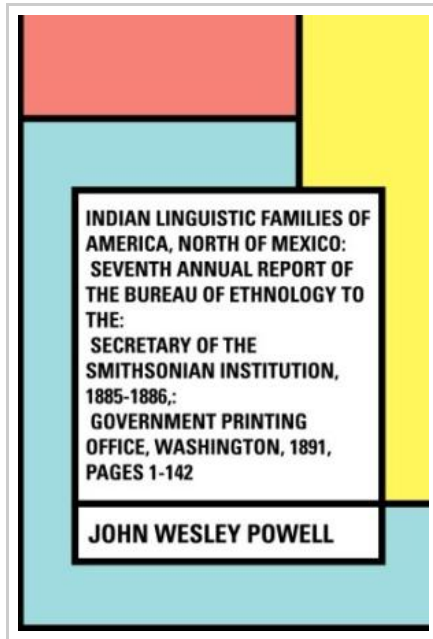 INDIAN LINGUISTIC FAMILIES OF
AMERICA, NORTH OF MEXICO:
SEVENTH ANNUAL REPORT OF
THE BUREAU OF ETHNOLOGY TO
THE:
SECRETARY OF THE
SMITHSONIAN INSTITUTION,
1885-1886,:
GOVERNMENT PRINTING
OFFICE, WASHINGTON, 1891,
PAGES 1-142
JOHN WESLEY POWELL